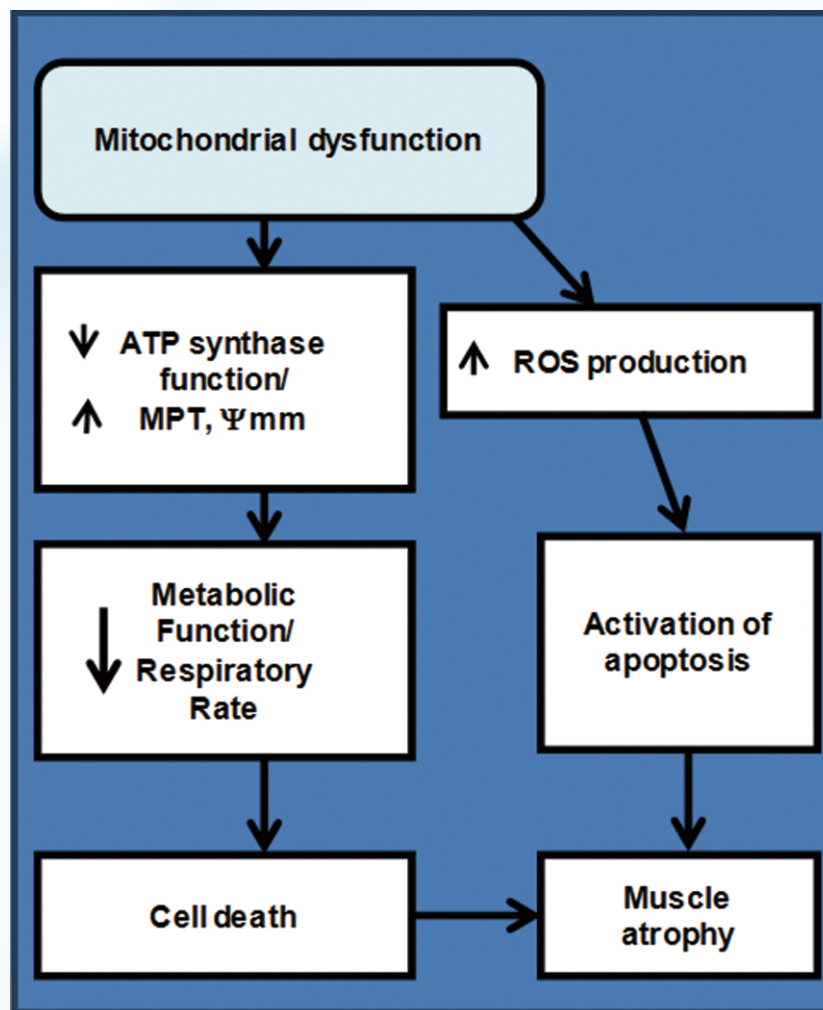 Mitochondrial dysfunction
↓ ATP synthase
function/
↑ MPT, Ψmm
↑ ROS production
↓ Metabolic
Function/
Respiratory
Rate
Activation of
apoptosis
Cell death
Muscle
atrophy